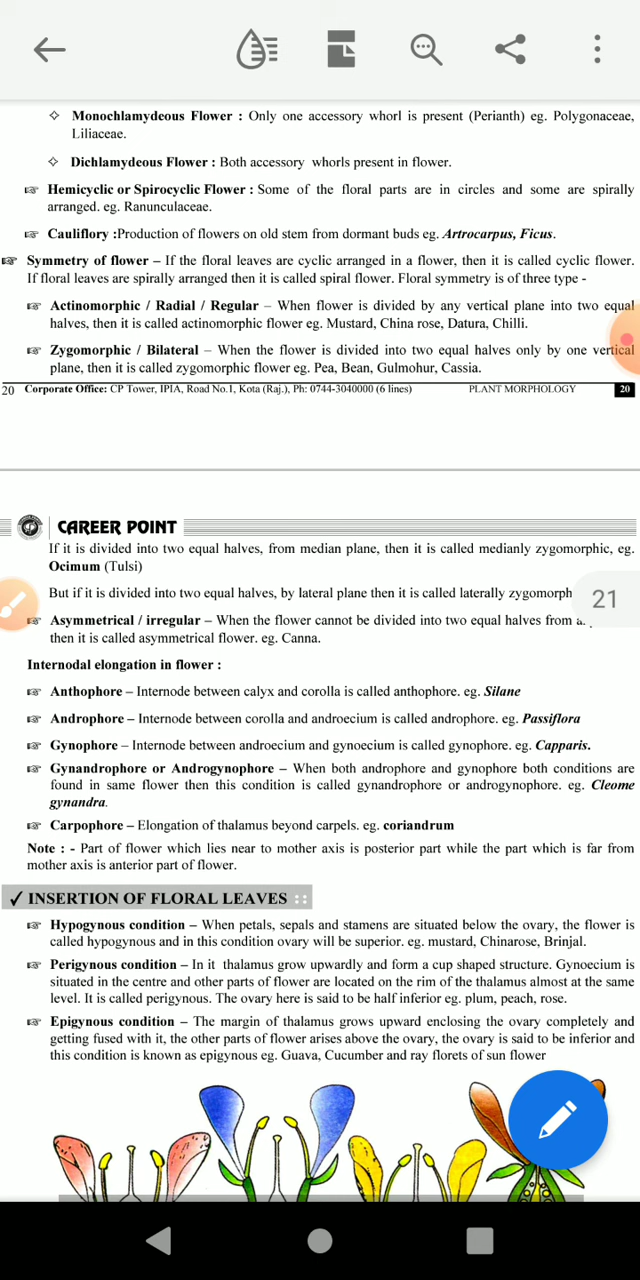 Monochlamydeous Flower : Only one accessory whorl is present (Perianth) eg. Polygonaceae,
Liliaceae.
Dichlamydeous Flower : Both accessory whorls present in flower.
Hemicyclic or Spirocyclic Flower : Some of the floral parts are in circles and some are spirally
arranged. eg. Ranunculaceae.
Cauliflory :Production of flowers on old stem from dormant buds eg. Artrocarpus, Ficus.
Symmetry of flower – If the floral leaves are cyclic arranged in a flower, then it is called cyclic flower.
If floral leaves are spirally arranged then it is called spiral flower. Floral symmetry is of three type -
Actinomorphic / Radial / Regular – When flower is divided by any vertical plane into two equal
halves, then it is called actinomorphic flower eg. Mustard, China rose, Datura, Chilli.
Zygomorphic / Bilateral – When the flower is divided into two equal halves only by one vertical
plane, then it is called zygomorphic flower eg. Pea, Bean, Gulmohur, Cassia.
20 Corporate Office: CP Tower, IPIA, Road No.1, Kota (Raj.), Ph: 0744-3040000 (6 lines) PLANT MORPHOLOGY 20
CAREER POINT
If it is divided into two equal halves, from median plane, then it is called medianly zygomorphic, eg.
Ocimum (Tulsi)
But if it is divided into two equal halves, by lateral plane then it is called laterally
21
Asymmetrical / irregular – When the flower cannot be divided into two equal halves from
then it is called asymmetrical flower. eg. Canna.
Internodal elongation in flower :
Anthophore – Internode between calyx and corolla is called anthophore. eg. Silane
Androphore – Internode between corolla and androecium is called androphore. eg. Passiflora
Gynophore – Internode between androecium and gynoecium is called gynophore. eg. Capparis.
Gynandrophore or Androgynophore – When both androphore and gynophore both conditions are
found in same flower then this condition is called gynandrophore or androgynophore. eg. Cleome
gynandra.
Carpophore – Elongation of thalamus beyond carpels. eg. coriandrum
Note : - Part of flower which lies near to mother axis is posterior part while the part which is far from
mother axis is anterior part of flower.
✓ INSERTION OF FLORAL LEAVES ::
Hypogynous condition – When petals, sepals and stamens are situated below the ovary, the flower is
called hypogynous and in this condition ovary will be superior. eg. mustard, Chinarose, Brinjal.
Perigynous condition – In it thalamus grow upwardly and form a cup shaped structure. Gynoecium is
situated in the centre and other parts of flower are located on the rim of the thalamus almost at the same
level. It is called perigynous. The ovary here is said to be half inferior eg. plum, peach, rose.
Epigynous condition – The margin of thalamus grows upward enclosing the ovary completely and
getting fused with it, the other parts of flower arises above the ovary, the ovary is said to be inferior and
this condition is known as epigynous eg. Guava, Cucumber and ray florets of sun flower